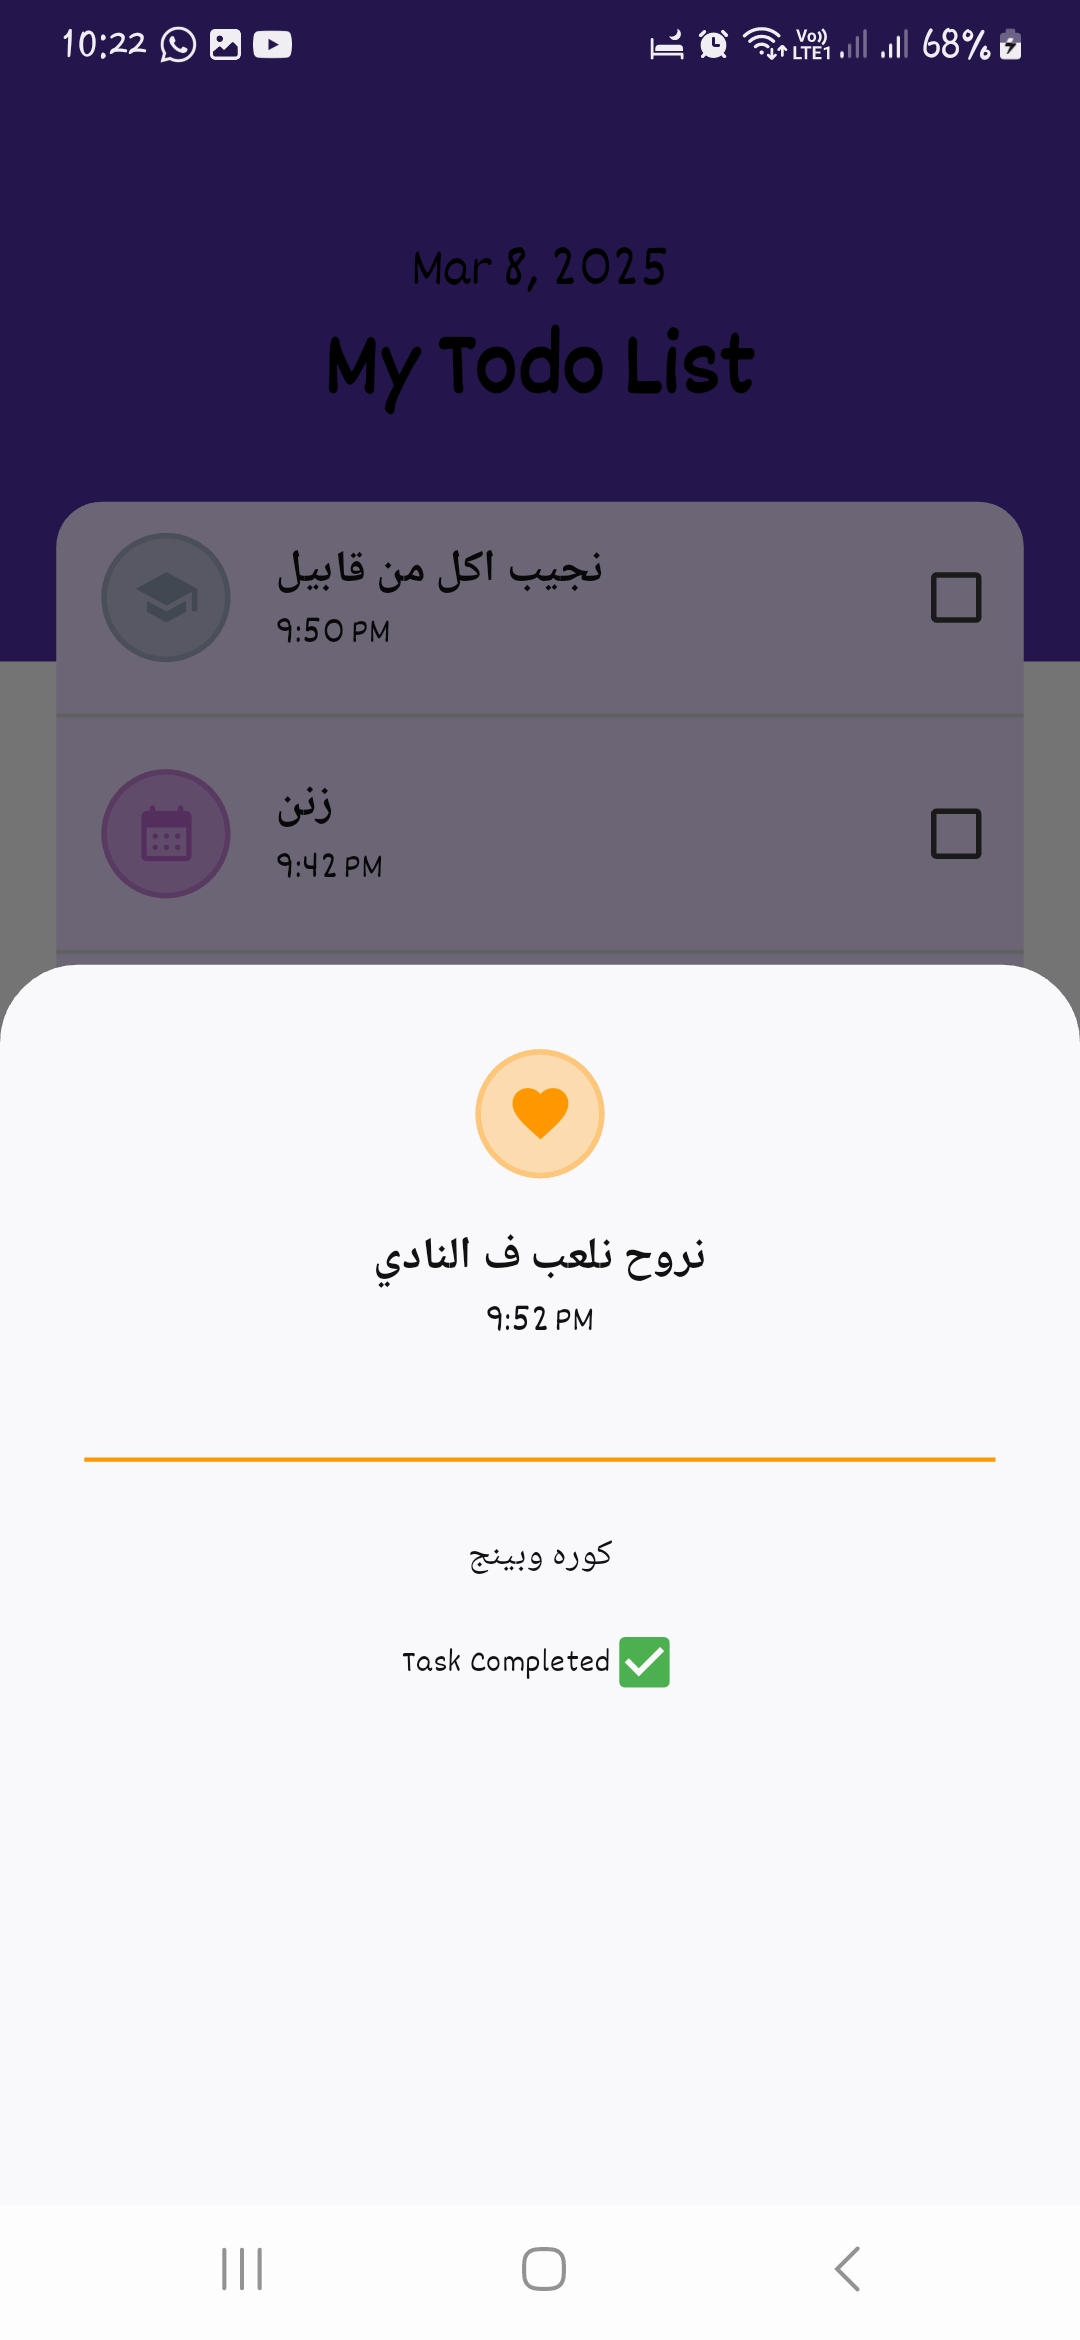 10:22
Vo)) LTE1 68%
Mar 8, 2025
My Todo List
نجيب اكل من قابيل
9:50 PM
زنن
9:42 PM
نروح نلعب ف النادي
9:52 PM
كوره وبينج
Task Completed